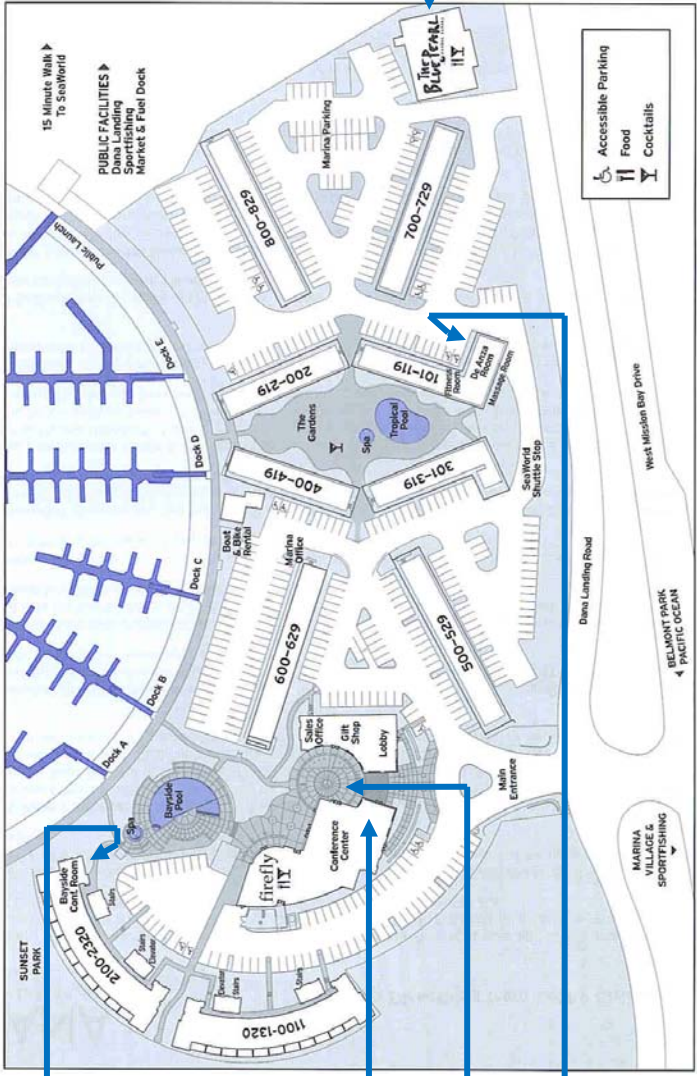 15 Minute Walk ▶
To SeaWorld
PUBLIC FACILITIES ▶
Dana Landing
Sportfishing
Market & Fuel Dock
THE
BLUE PEARL
Accessible Parking
Food
Cocktails
Public Launch
Marina Parking
800-829
700-729
Dock E
Dock D
Dock C
Dock B
Dock A
200-219
101-119
Fitness
Room
De Anza
Room
Massage Room
The
Gardens
Spa
Tropical
Pool
400-419
301-319
SeaWorld
Shuttle Stop
Boat
& Bike
Rental
Marina
Office
600-629
500-529
West Mission Bay Drive
Dana Landing Road
BELMONT PARK
PACIFIC OCEAN
Sales
Office
Gift
Shop
Lobby
Main
Entrance
Spa
Bayside
Pool
firefly
Conference
Center
MARINA
VILLAGE &
SPORTFISHING
SUNSET
PARK
Bayside
Conf. Room
Stairs
2100-2320
Stairs
Elevator
Elevator
Stairs
Stairs
1100-1320